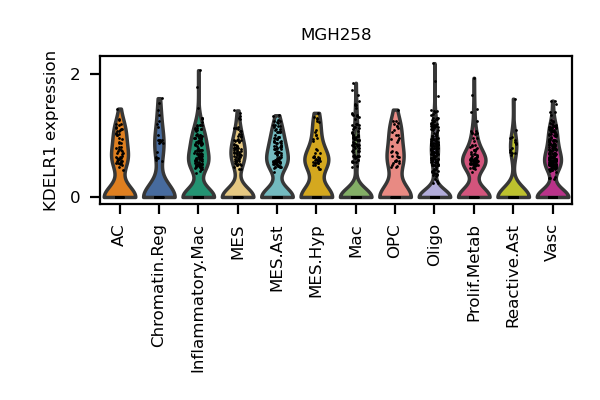 MGH258
KDELR1 expression
2
0
AC
Chromatin.Reg
Inflammatory.Mac
MES
MES.Ast
MES.Hyp
Mac
OPC
Oligo
Prolif.Metab
Reactive.Ast
Vasc